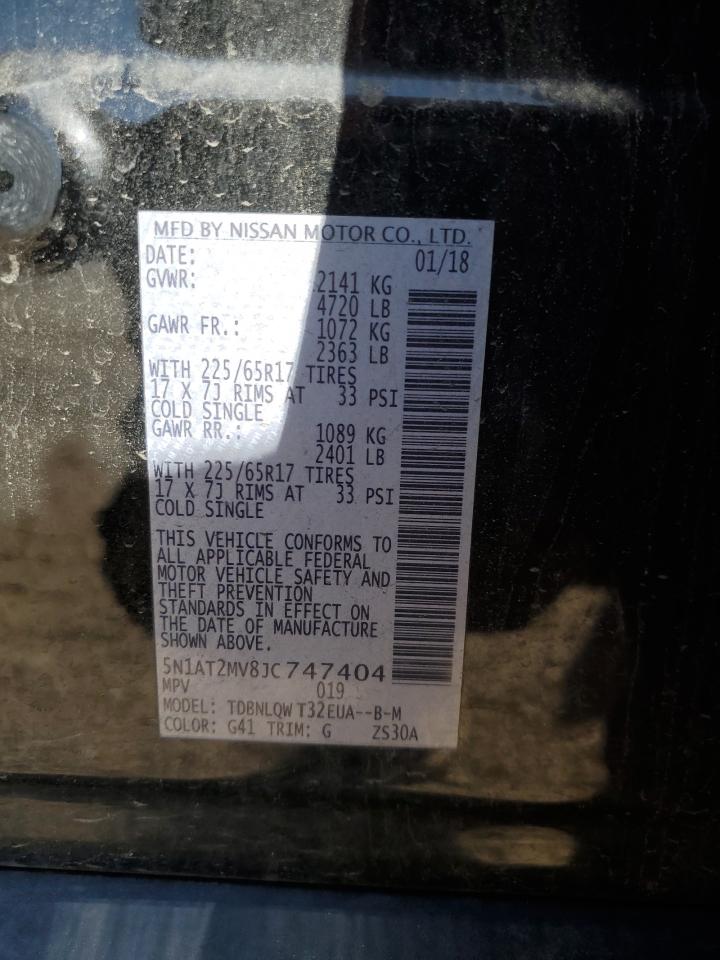 MFD BY NISSAN MOTOR CO., LTD.
DATE: 01/18
GVWR: 2141 KG
4720 LB
GAWR FR.: 1072 KG
2363 LB
WITH 225/65R17 TIRES
17 X 7J RIMS AT 33 PSI
COLD SINGLE
GAWR RR.: 1089 KG
2401 LB
WITH 225/65R17 TIRES
17 X 7J RIMS AT 33 PSI
COLD SINGLE
THIS VEHICLE CONFORMS TO
ALL APPLICABLE FEDERAL
MOTOR VEHICLE SAFETY AND
THEFT PREVENTION
STANDARDS IN EFFECT ON
THE DATE OF MANUFACTURE
SHOWN ABOVE.
5N1AT2MV8JC747404
MPV 019
MODEL: TDBNLQW T32EUA--B-M
COLOR: G41 TRIM: G ZS30A